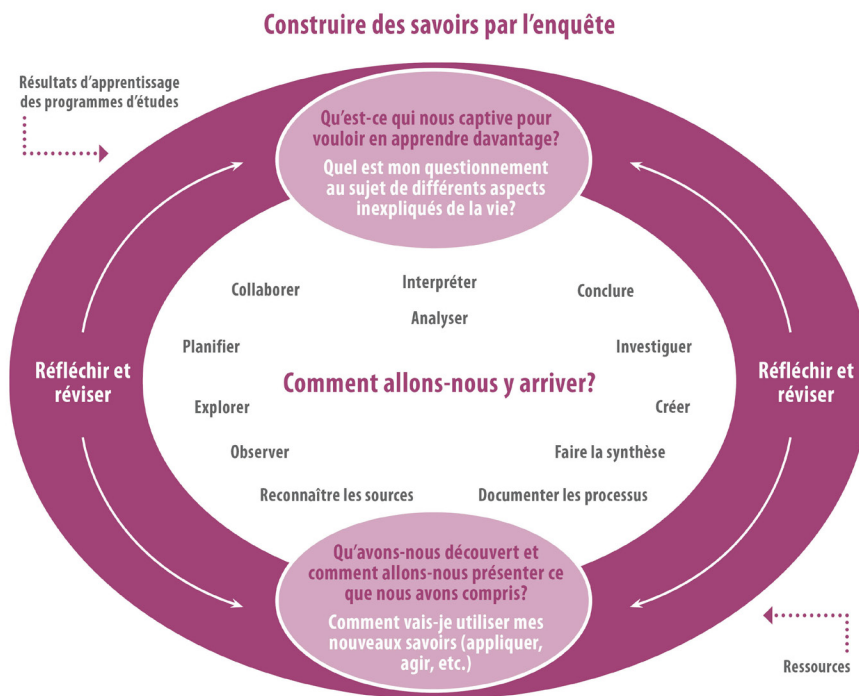 Construire des savoirs par l'enquête
Résultats d'apprentissage
des programmes d'études
Qu'est-ce qui nous captive pour
vouloir en apprendre davantage?
Quel est mon questionnement
au sujet de différents aspects
inexpliqués de la vie?
Collaborer
Interpréter
Conclure
Analyser
Planifier
Investiguer
Réfléchir et
réviser
Comment allons-nous y arriver?
Réfléchir et
réviser
Explorer
Créer
Observer
Faire la synthèse
Reconnaître les sources
Documenter les processus
Qu'avons-nous découvert et
comment allons-nous présenter ce
que nous avons compris?
Comment vais-je utiliser mes
nouveaux savoirs (appliquer,
agir, etc.)
Ressources